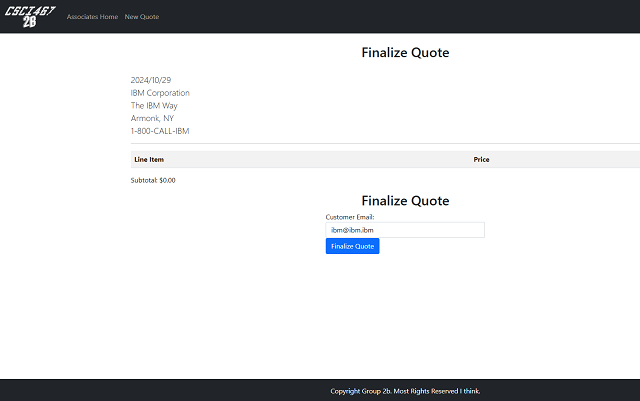 CSCI467
2B
Associates Home New Quote
Finalize Quote
2024/10/29
IBM Corporation
The IBM Way
Armonk, NY
1-800-CALL-IBM
Line Item Price
Subtotal: $0.00
Finalize Quote
Customer Email:
ibm@ibm.ibm
Finalize Quote
Copyright Group 2b. Most Rights Reserved I think.